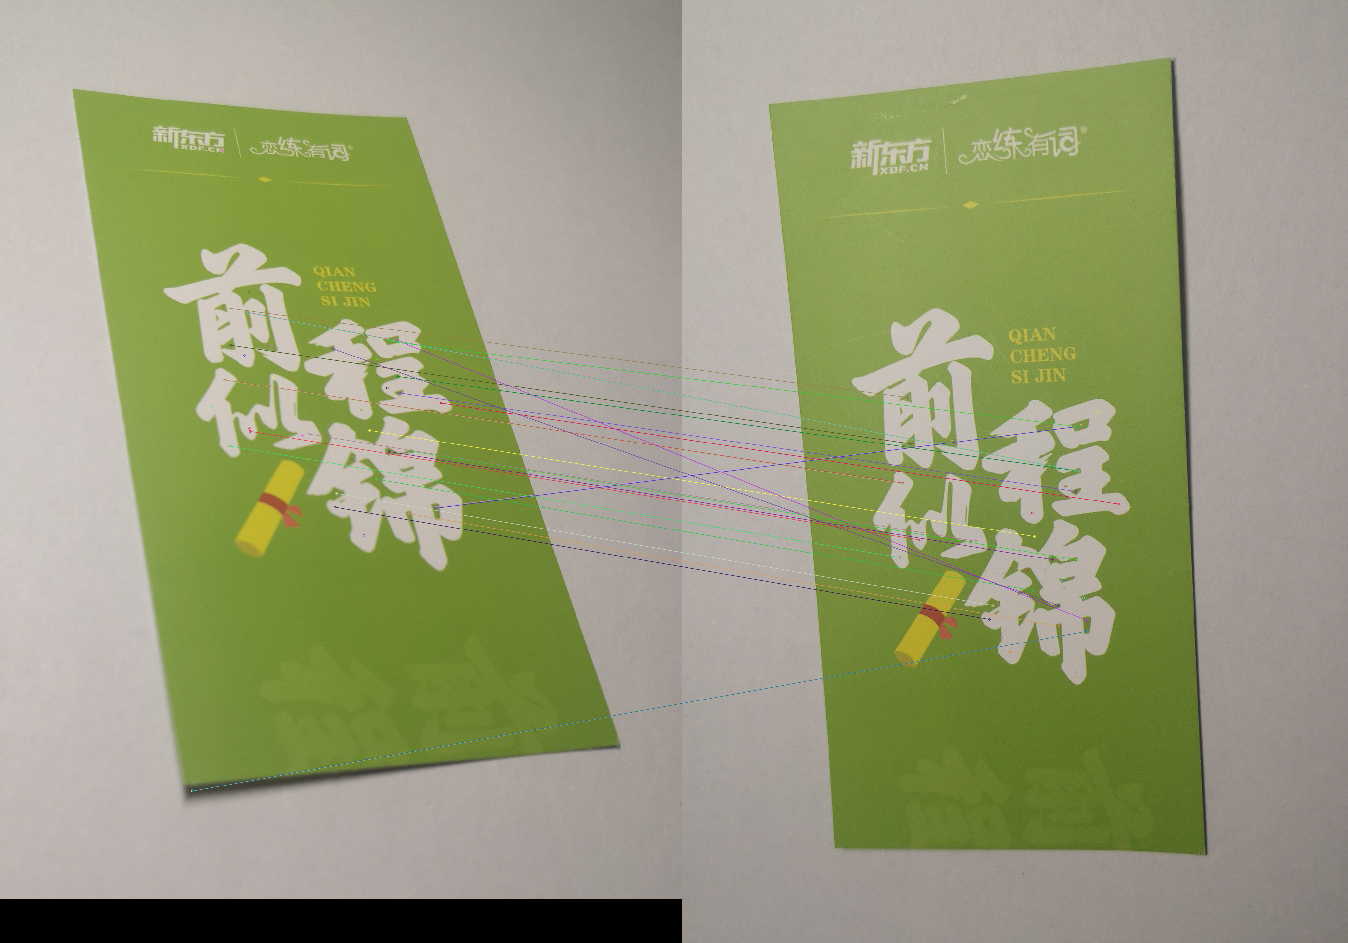 新东方 XDF.CN 恋练有词®
前
QIAN
CHENG
SI JIN
程
似
锦
新东方 XDF.CN 恋练有词®
前
QIAN
CHENG
SI JIN
程
似
锦